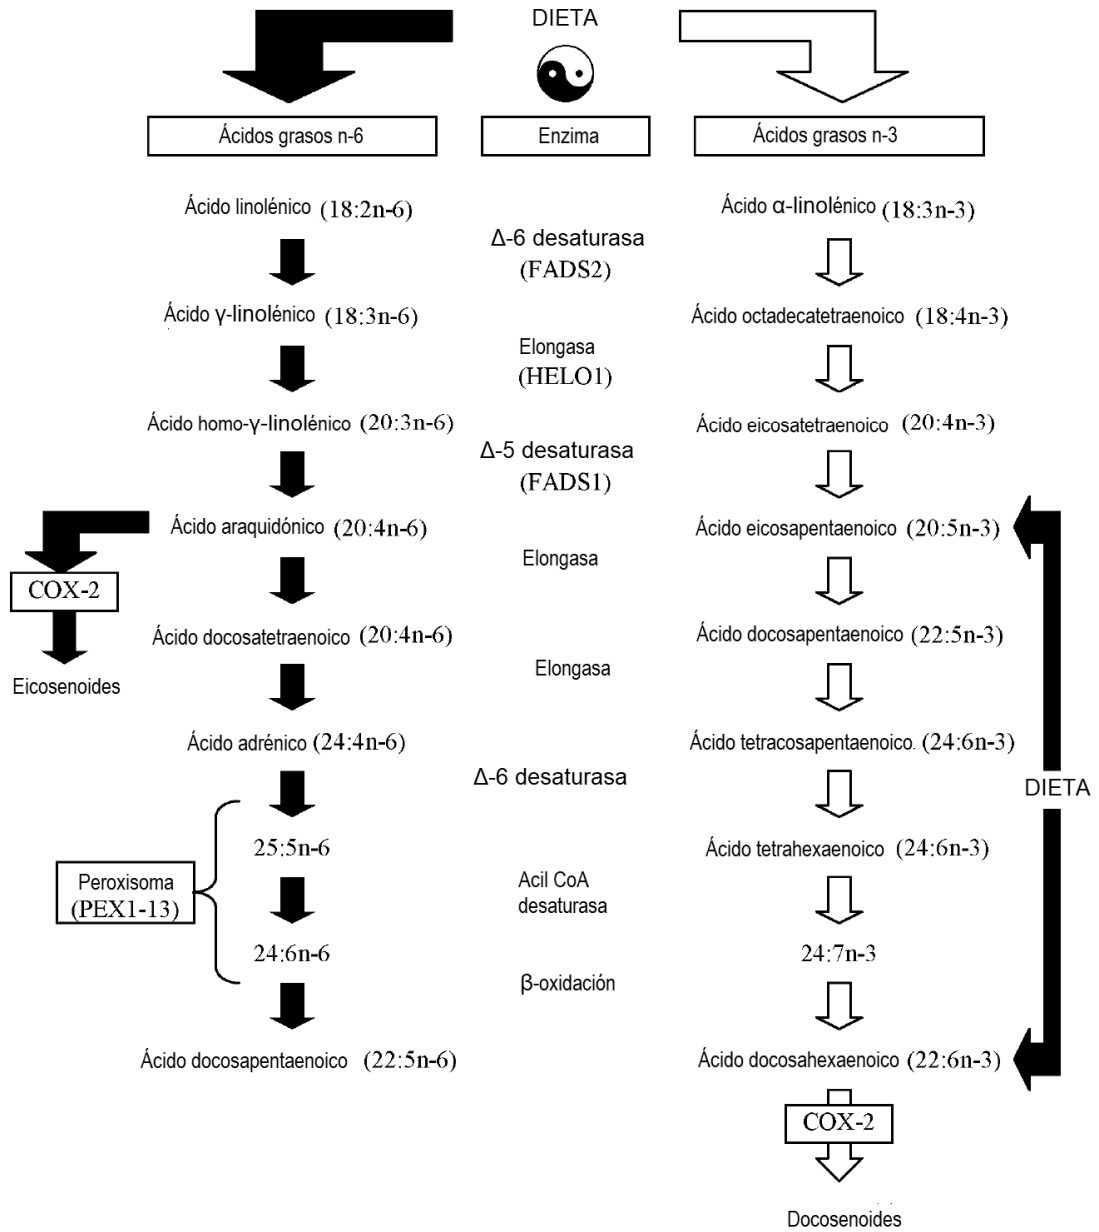 DIETA
Ácidos grasos n-6
Enzima
Ácidos grasos n-3
Ácido linolénico (18:2n-6)
Ácido α-linolénico (18:3n-3)
Δ-6 desaturasa
(FADS2)
Ácido γ-linolénico (18:3n-6)
Ácido octadecatetraenoico (18:4n-3)
Elongasa
(HELO1)
Ácido homo-γ-linolénico (20:3n-6)
Ácido eicosatetraenoico (20:4n-3)
Δ-5 desaturasa
(FADS1)
Ácido araquidónico (20:4n-6)
Ácido eicosapentaenoico (20:5n-3)
Elongasa
COX-2
Ácido docosatetraenoico (20:4n-6)
Ácido docosapentaenoico (22:5n-3)
Elongasa
Eicosenoides
Ácido adrénico (24:4n-6)
Ácido tetracosapentaenoico. (24:6n-3)
Δ-6 desaturasa
DIETA
25:5n-6
Ácido tetrahexaenoico (24:6n-3)
Peroxisoma
(PEX1-13)
Acil CoA
desaturasa
24:6n-6
24:7n-3
β-oxidación
Ácido docosapentaenoico (22:5n-6)
Ácido docosahexaenoico (22:6n-3)
COX-2
Docosenoides